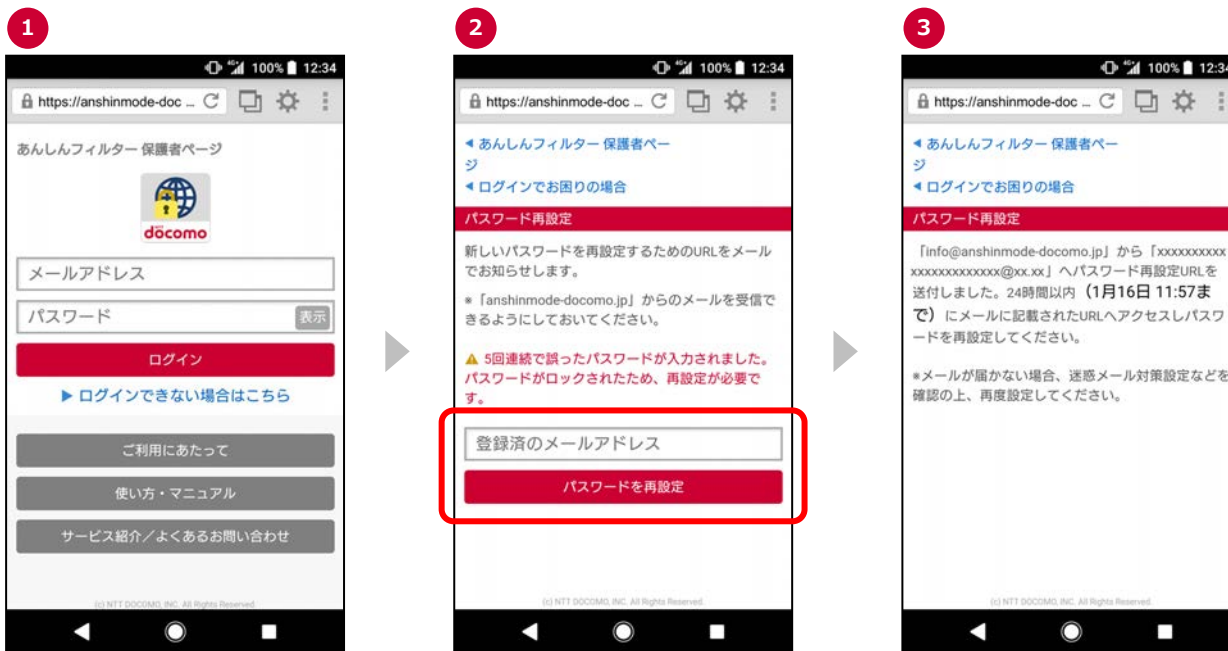 1
100% 12:34
https://anshinmode-doc ...
あんしんフィルター 保護者ページ
döcomo
メールアドレス
パスワード
表示
ログイン
▶ ログインできない場合はこちら
ご利用にあたって
使い方・マニュアル
サービス紹介／よくあるお問い合わせ
(c) NTT DOCOMO, INC. All Rights Reserved.
2
100% 12:34
https://anshinmode-doc ...
◀ あんしんフィルター 保護者ペー
ジ
◀ ログインでお困りの場合
パスワード再設定
新しいパスワードを再設定するためのURLをメール
でお知らせします。
※「anshinmode-docomo.jp」からのメールを受信で
きるようにしておいてください。
5回連続で誤ったパスワードが入力されました。
パスワードがロックされたため、再設定が必要で
す。
登録済のメールアドレス
パスワードを再設定
(c) NTT DOCOMO, INC. All Rights Reserved.
3
100% 12:34
https://anshinmode-doc ...
◀ あんしんフィルター 保護者ペー
ジ
◀ ログインでお困りの場合
パスワード再設定
「info@anshinmode-docomo.jp」から「xxxxxxxxxx
xxxxxxxxxxxxx@xx.xx」へパスワード再設定URLを
送付しました。24時間以内（1月16日 11:57ま
で）にメールに記載されたURLへアクセスしパスワ
ードを再設定してください。
※メールが届かない場合、迷惑メール対策設定などを
確認の上、再度設定してください。
(c) NTT DOCOMO, INC. All Rights Reserved.